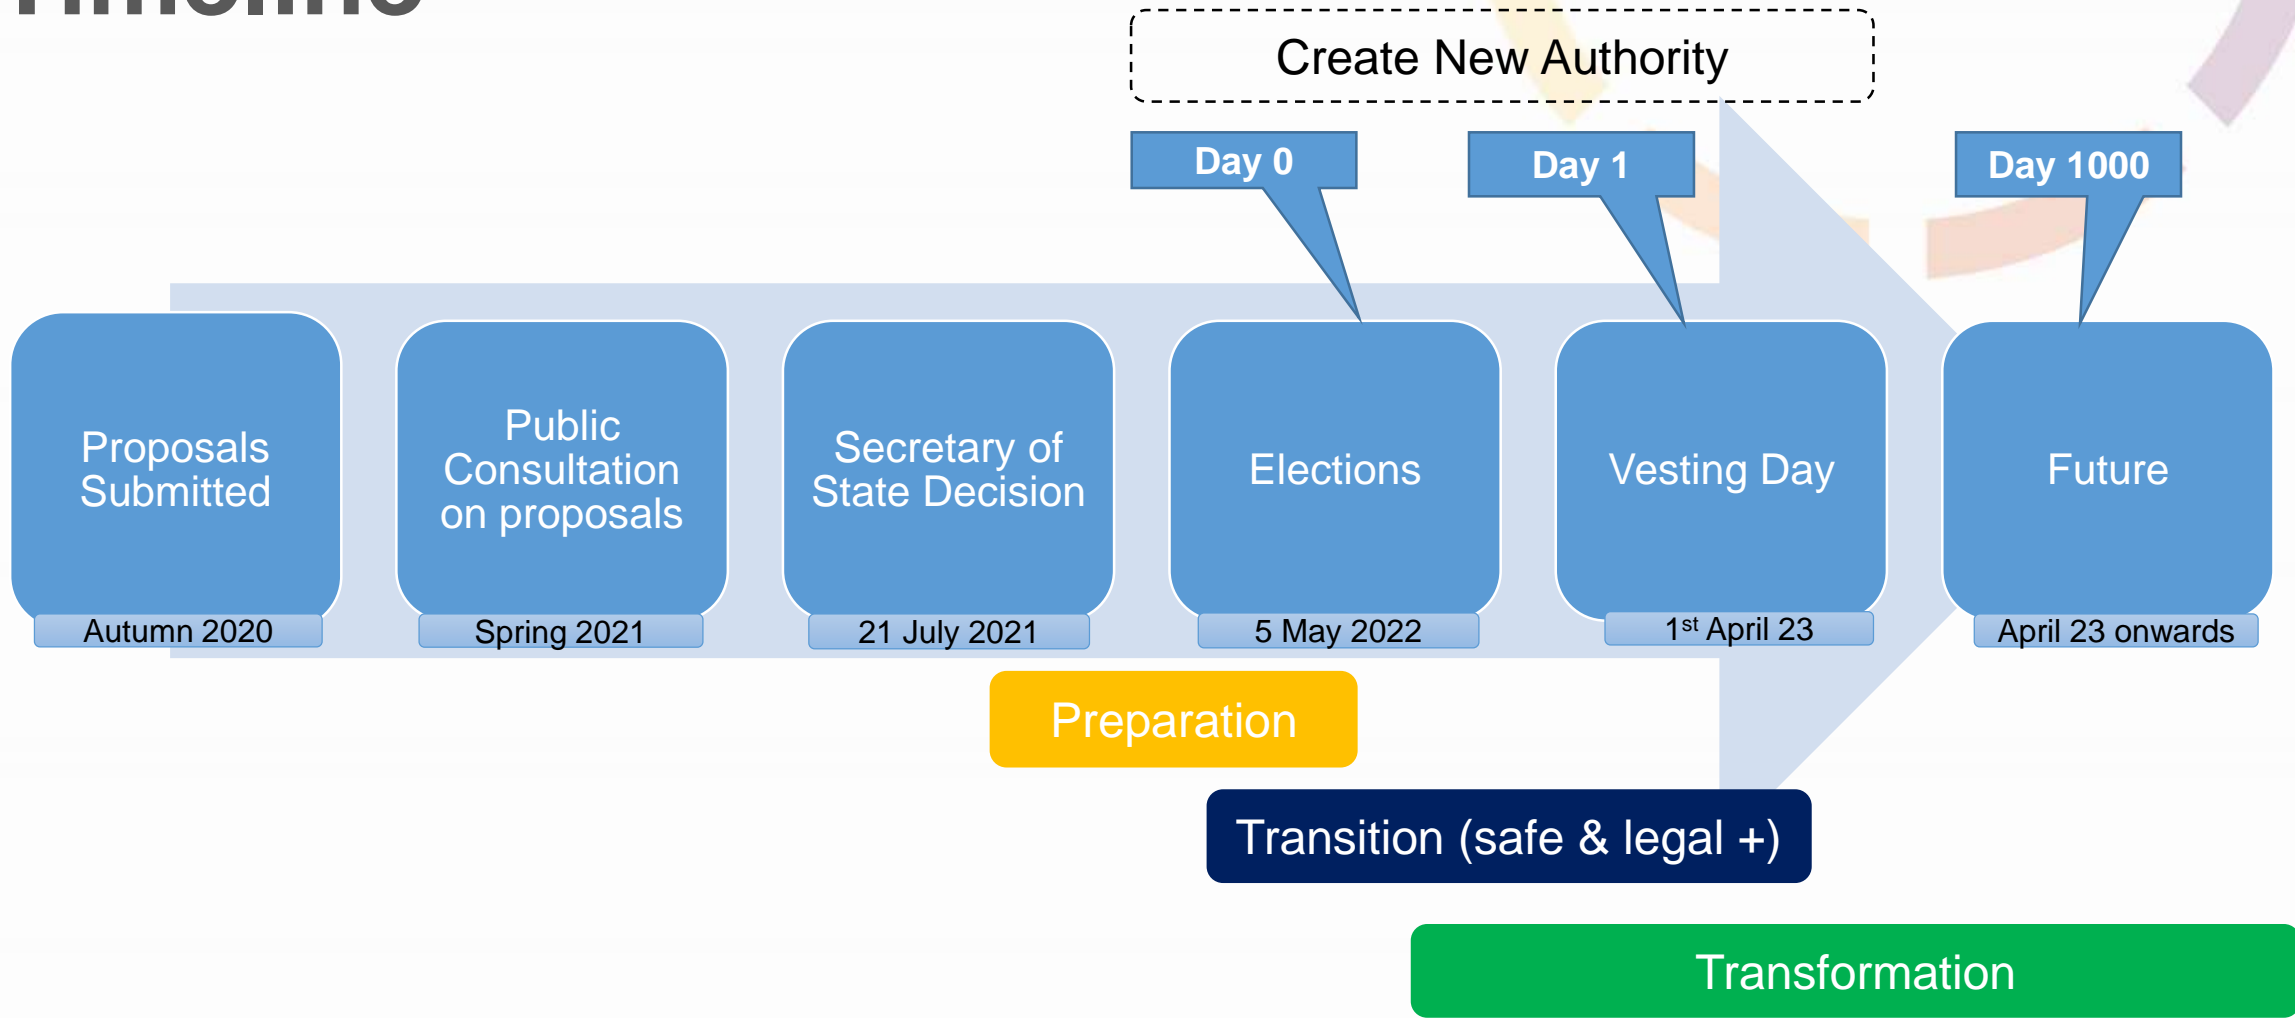 Timeline
Create New Authority
Day 0
Day 1
Day 1000
Proposals
Submitted
Autumn 2020
Public
Consultation
on proposals
Spring 2021
Secretary of
State Decision
21 July 2021
Elections
5 May 2022
Vesting Day
1st April 23
Future
April 23 onwards
Preparation
Transition (safe & legal +)
Transformation